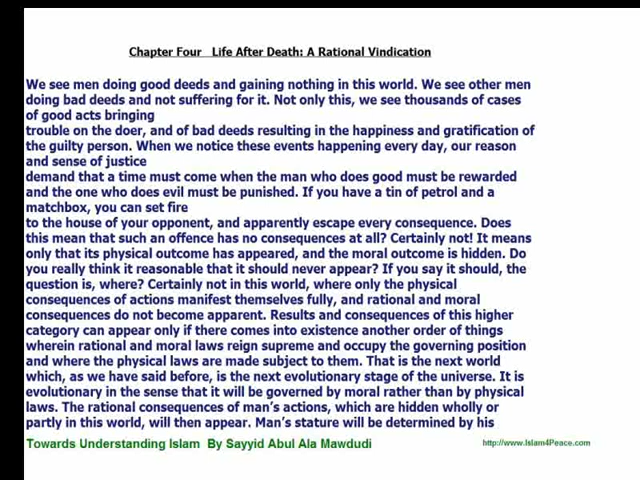 Chapter Four   Life After Death: A Rational Vindication
We see men doing good deeds and gaining nothing in this world. We see other men
doing bad deeds and not suffering for it. Not only this, we see thousands of cases
of good acts bringing
trouble on the doer, and of bad deeds resulting in the happiness and gratification of
the guilty person. When we notice these events happening every day, our reason
and sense of justice
demand that a time must come when the man who does good must be rewarded
and the one who does evil must be punished. If you have a tin of petrol and a
matchbox, you can set fire
to the house of your opponent, and apparently escape every consequence. Does
this mean that such an offence has no consequences at all? Certainly not! It means
only that its physical outcome has appeared, and the moral outcome is hidden. Do
you really think it reasonable that it should never appear? If you say it should, the
question is, where? Certainly not in this world, where only the physical
consequences of actions manifest themselves fully, and rational and moral
consequences do not become apparent. Results and consequences of this higher
category can appear only if there comes into existence another order of things
wherein rational and moral laws reign supreme and occupy the governing position
and where the physical laws are made subject to them. That is the next world
which, as we have said before, is the next evolutionary stage of the universe. It is
evolutionary in the sense that it will be governed by moral rather than by physical
laws. The rational consequences of man's actions, which are hidden wholly or
partly in this world, will then appear. Man's stature will be determined by his
Towards Understanding Islam  By Sayyid Abul Ala Mawdudi
http://www.Islam4Peace.com